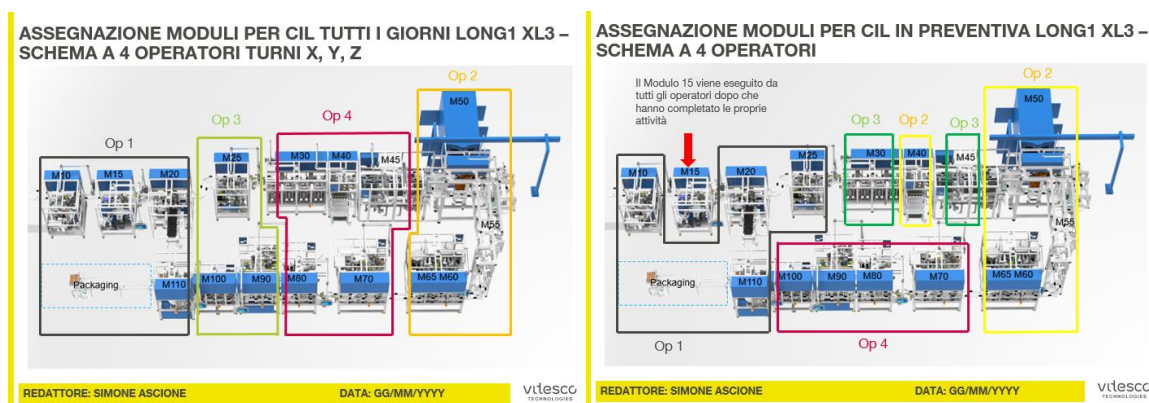 ASSEGNAZIONE MODULI PER CIL TUTTI I GIORNI LONG1 XL3 –
SCHEMA A 4 OPERATORI TURNI X, Y, Z
Op 2
M50
Op 3
Op 4
Op 1
M25
M30
M40
M45
M10
M15
M20
M55
Packaging
M110
M100
M90
M80
M70
M65 M60
REDATTORE: SIMONE ASCIONE
DATA: GG/MM/YYYY
vitesco
TECHNOLOGIES
ASSEGNAZIONE MODULI PER CIL IN PREVENTIVA LONG1 XL3 –
SCHEMA A 4 OPERATORI
Il Modulo 15 viene eseguito da
tutti gli operatori dopo che
hanno completato le proprie
attività
Op 2
M50
Op 3
Op 2
Op 3
M25
M30
M40
M45
M10
M15
M20
M55
Packaging
M110
M100
M90
M80
M70
M65 M60
Op 1
Op 4
REDATTORE: SIMONE ASCIONE
DATA: GG/MM/YYYY
vitesco
TECHNOLOGIES